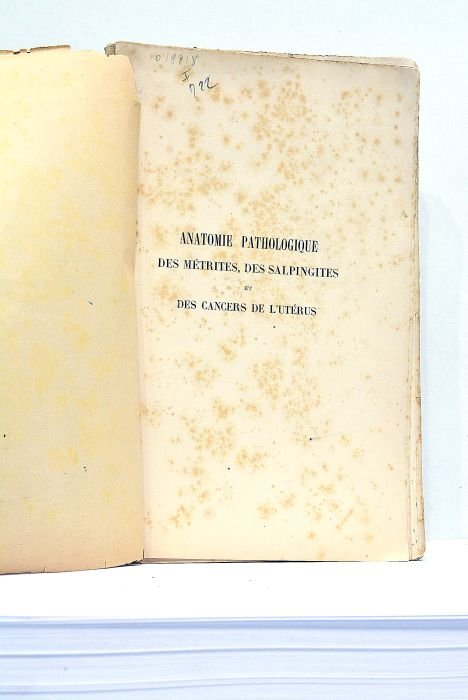 ANATOMIE PATHOLOGIQUE
DES MÉTRITES, DES SALPINGITES
ET
DES CANCERS DE L'UTÉRUS